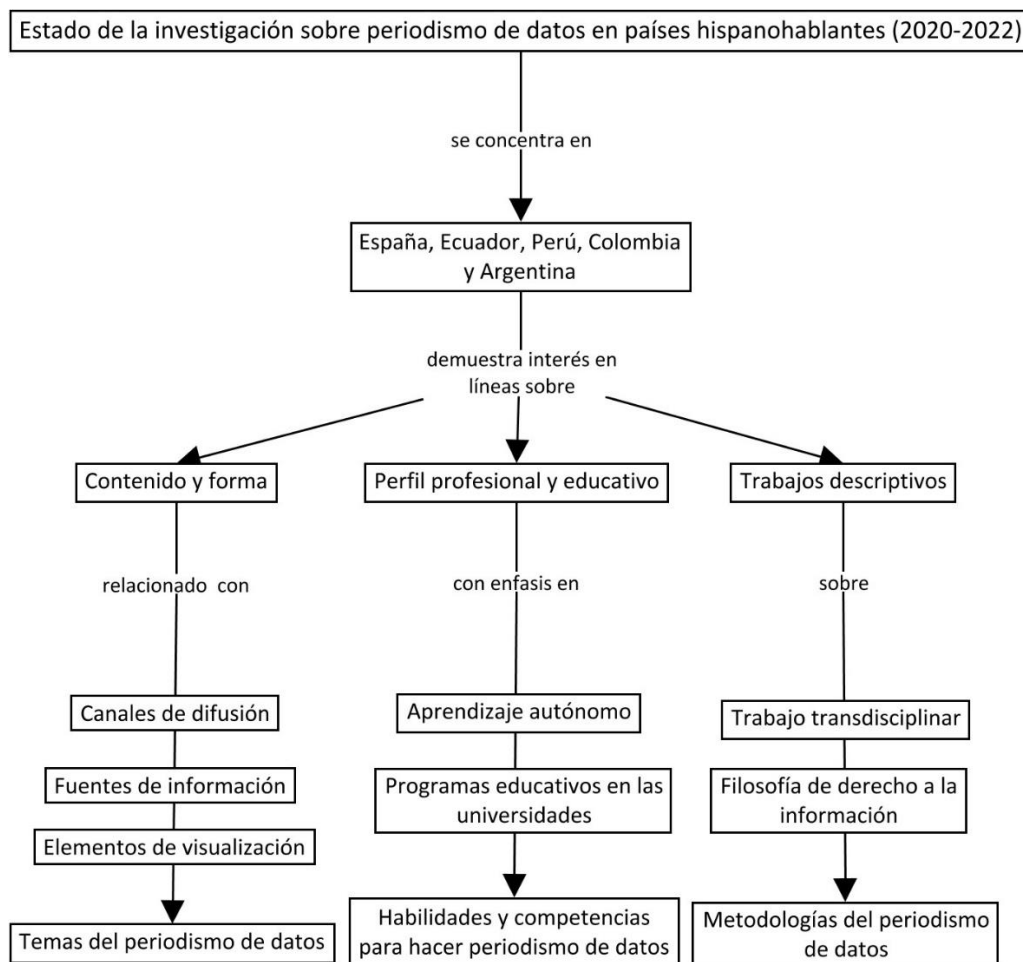 Estado de la investigación sobre periodismo de datos en países hispanohablantes (2020-2022)
se concentra en
España, Ecuador, Perú, Colombia
y Argentina
demuestra interés en
líneas sobre
Contenido y forma
Perfil profesional y educativo
Trabajos descriptivos
relacionado con
con enfasis en
sobre
Canales de difusión
Aprendizaje autónomo
Trabajo transdisciplinar
Fuentes de información
Programas educativos en las
universidades
Filosofía de derecho a la
información
Elementos de visualización
Temas del periodismo de datos
Habilidades y competencias
para hacer periodismo de datos
Metodologías del periodismo
de datos